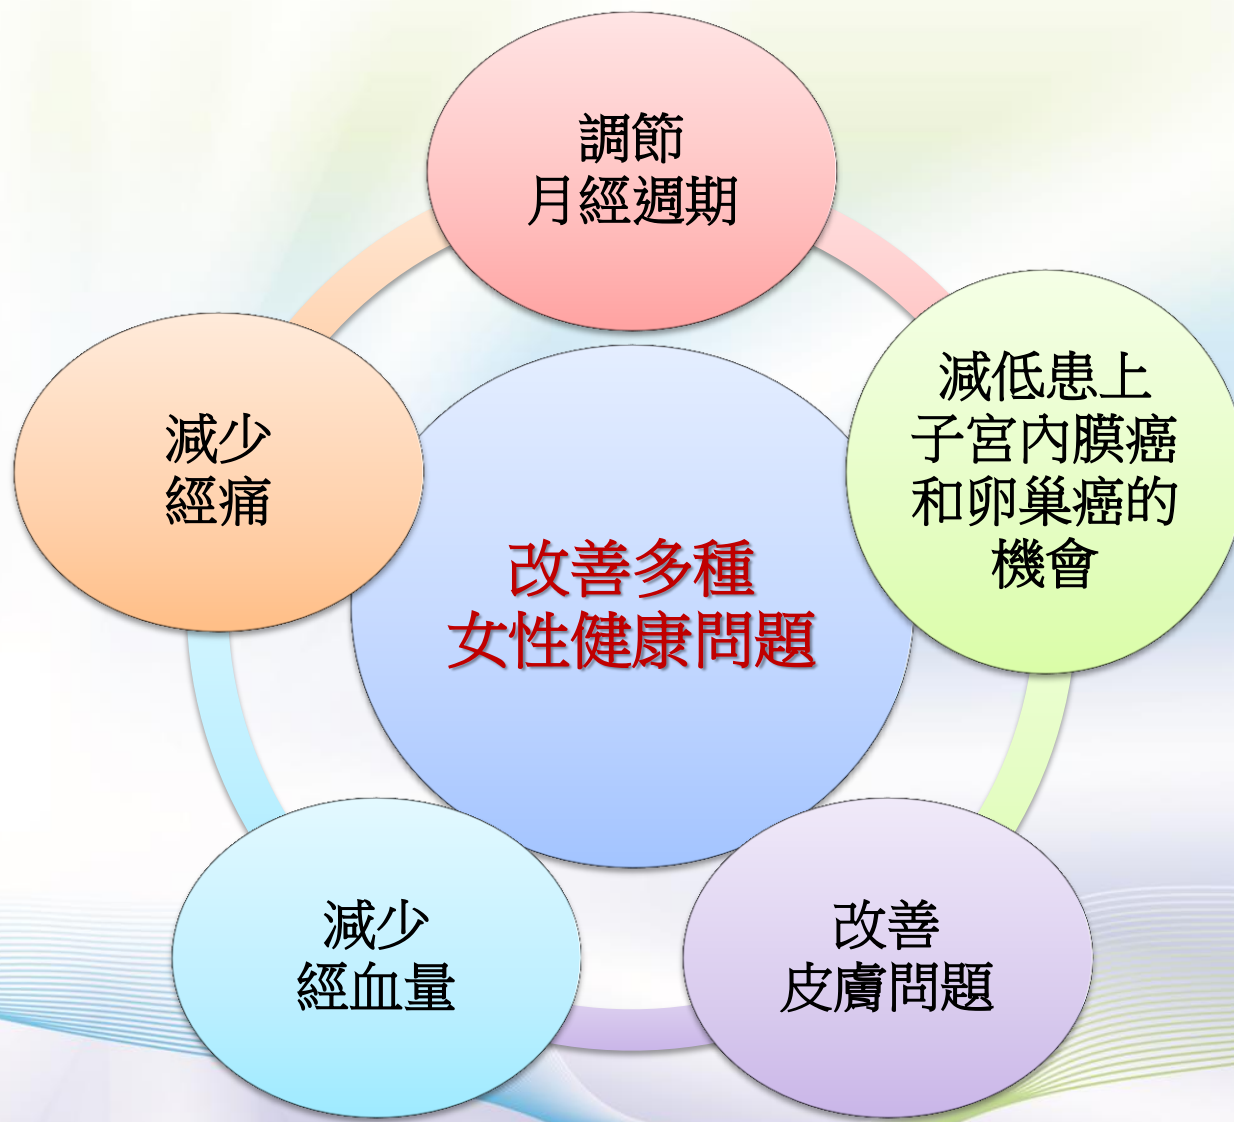 調節
月經週期
減低患上
子宮內膜癌
和卵巢癌的
機會
改善
皮膚問題
減少
經血量
減少
經痛
改善多種
女性健康問題